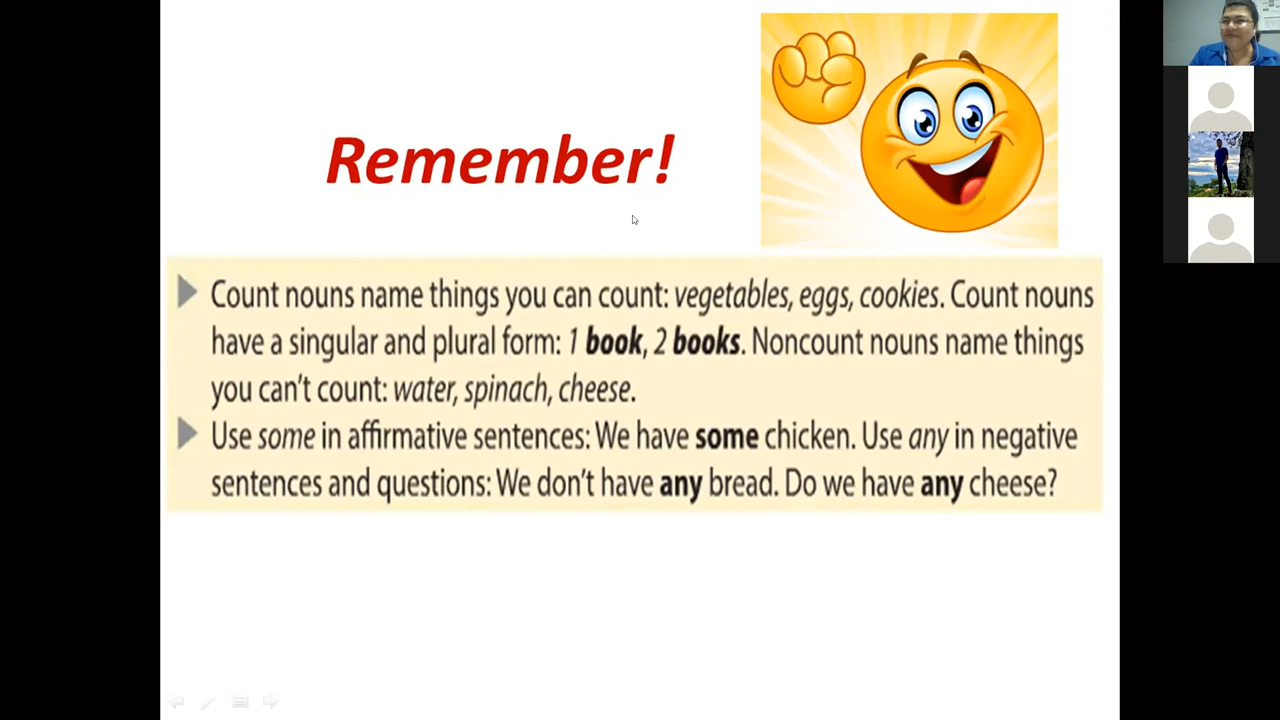 Remember!
Count nouns name things you can count: vegetables, eggs, cookies. Count nouns
have a singular and plural form: 1 book, 2 books. Noncount nouns name things
you can't count: water, spinach, cheese.
Use some in affirmative sentences: We have some chicken. Use any in negative
sentences and questions: We don't have any bread. Do we have any cheese?